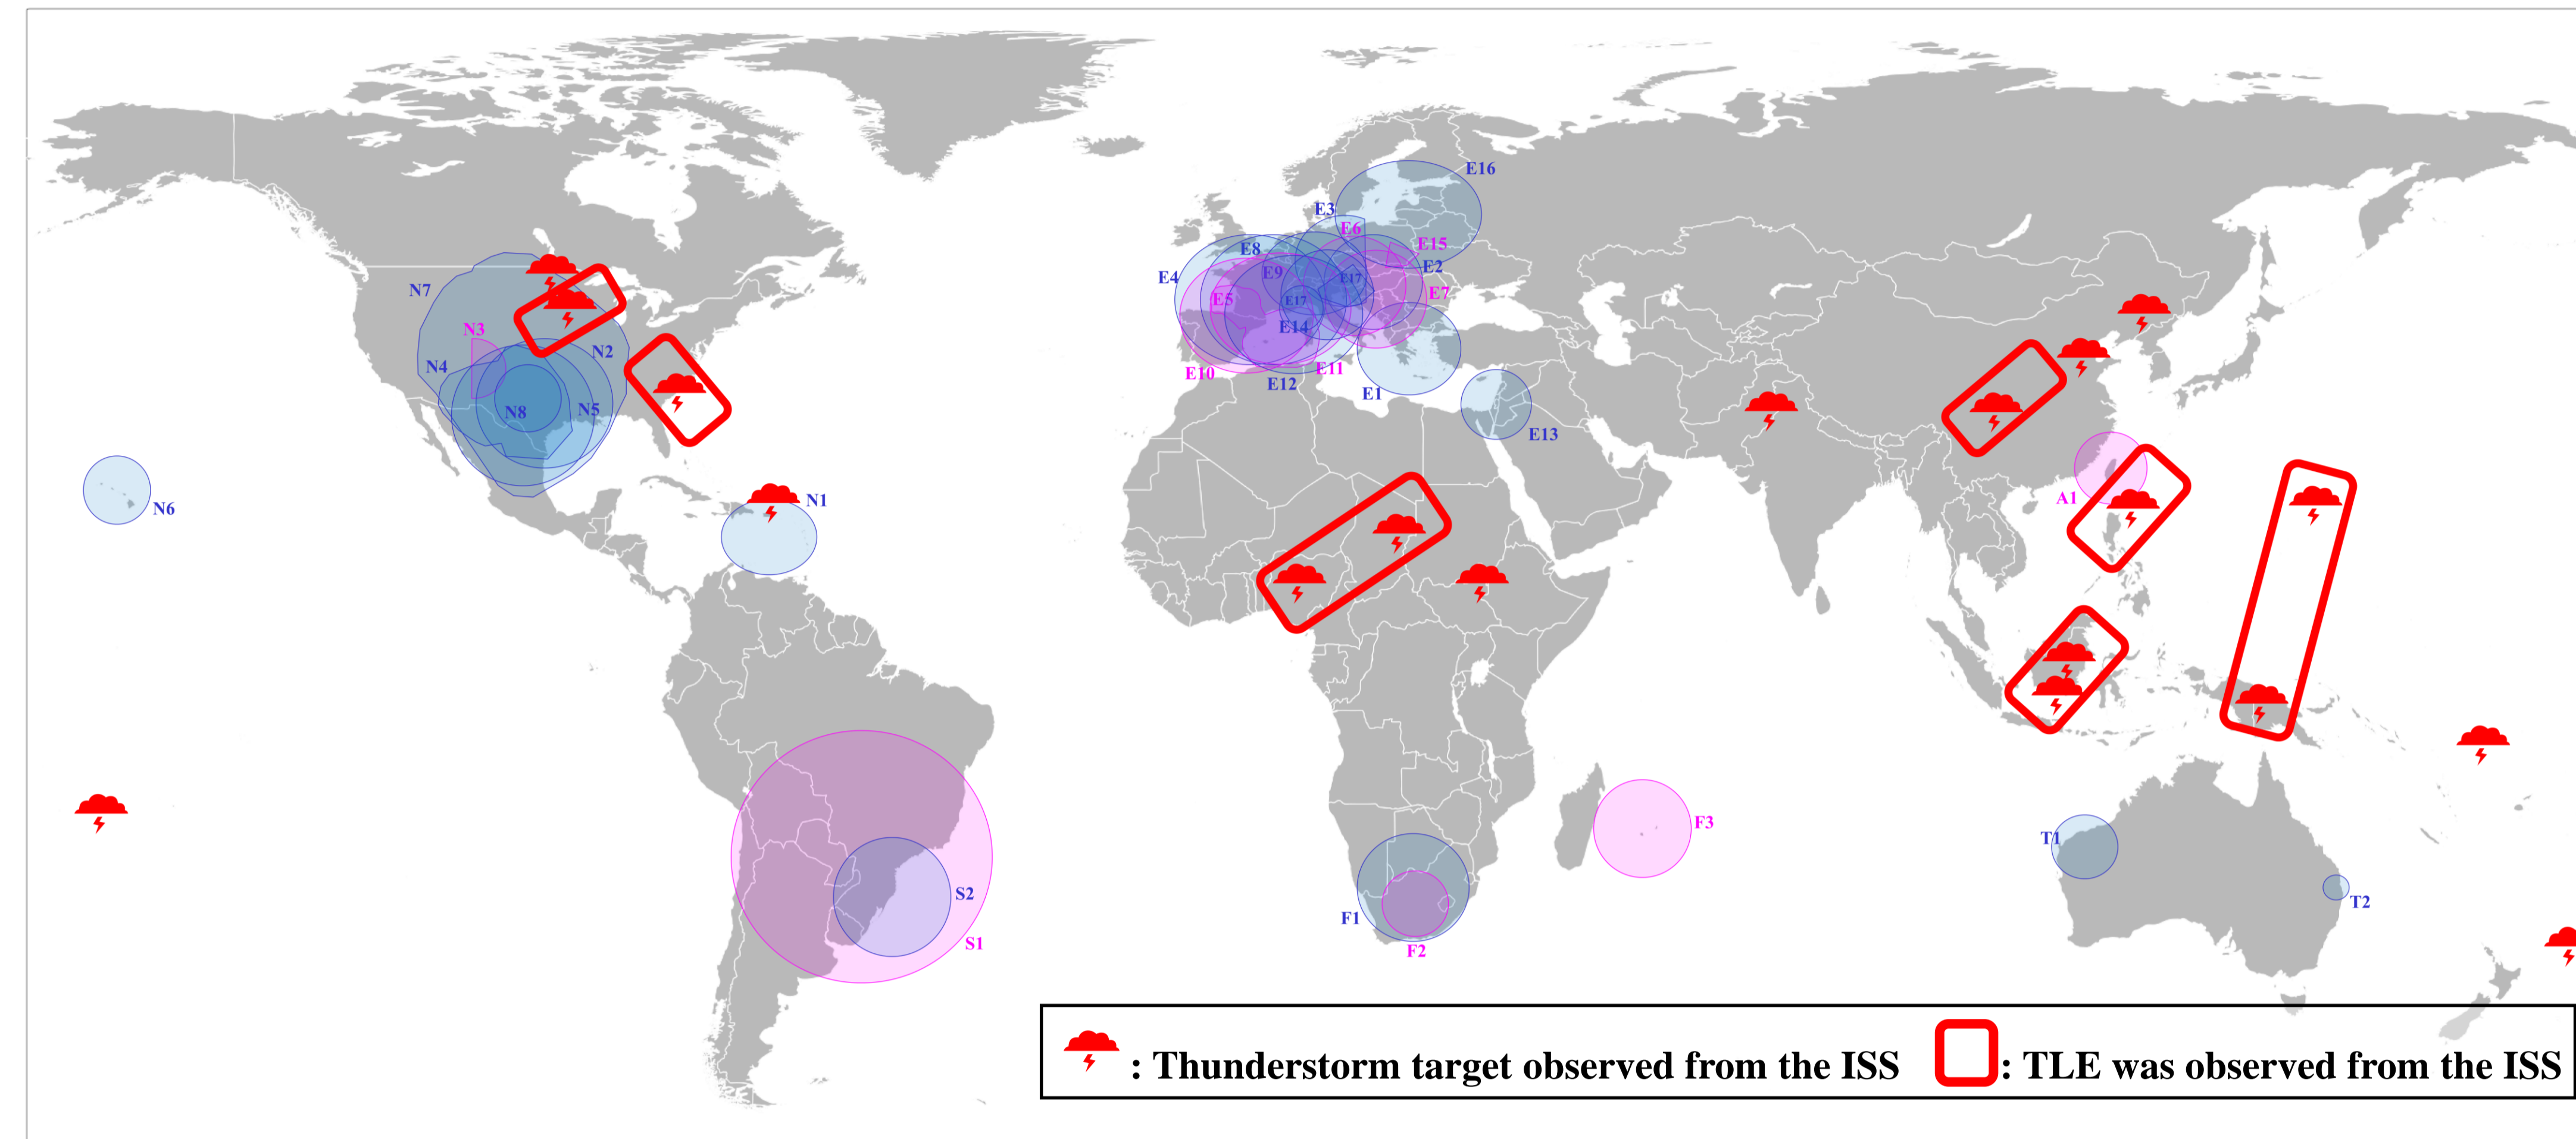 E16
E3
E6
E15
E8
E2
E9
E4
E17
N7
E7
E5
E17
E14
N3
N2
N4
E11
E10
E12
E1
N5
N8
E13
A1
N1
N6
F3
T1
S2
T2
F1
S1
F2
: Thunderstorm target observed from the ISS : TLE was observed from the ISS